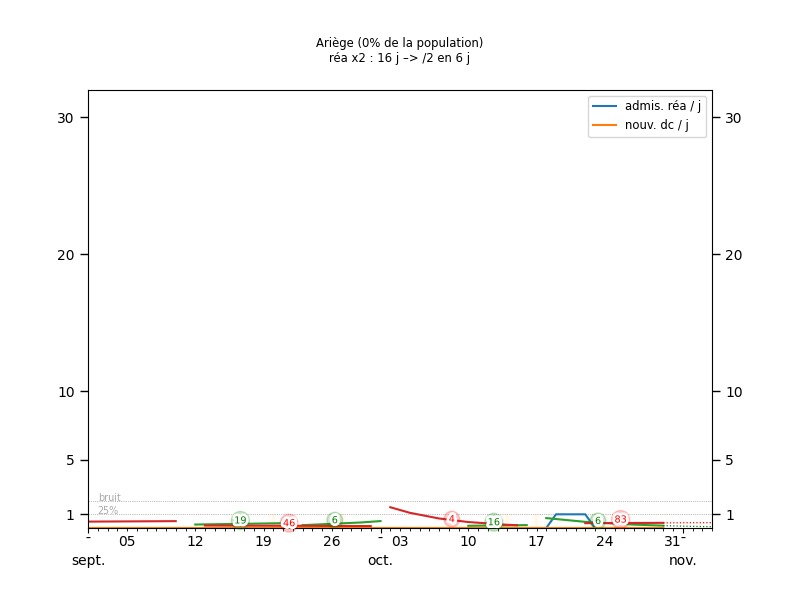 Ariège (0% de la population)
réa x2 : 16 j –> /2 en 6 j
admis. réa / j
nouv. dc / j
30 30
20 20
10 10
5 5
bruit
25%
1 1
19 46 6 4 16 6 83
- 05 12 19 26 - 03 10 17 24 31 -
sept. oct. nov.